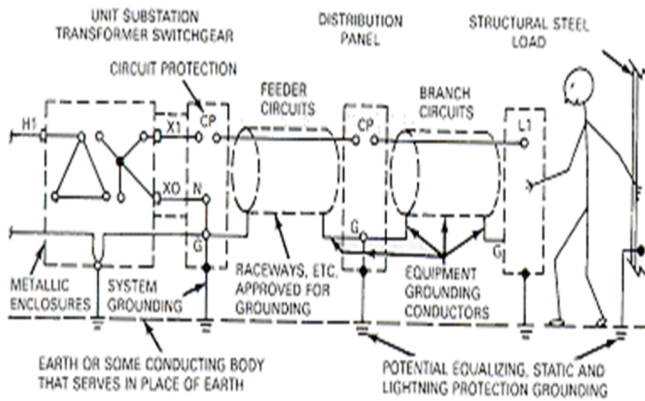 UNIT SUBSTATION
TRANSFORMER SWITCHGEAR
DISTRIBUTION
PANEL
STRUCTURAL STEEL
LOAD
CIRCUIT PROTECTION
FEEDER
CIRCUITS
BRANCH
CIRCUITS
H1
X1
CP
CP
L1
XO
N
G
G
G
METALLIC
ENCLOSURES
SYSTEM
GROUNDING
RACEWAYS, ETC.
APPROVED FOR
GROUNDING
EQUIPMENT
GROUNDING
CONDUCTORS
EARTH OR SOME CONDUCTING BODY
THAT SERVES IN PLACE OF EARTH
POTENTIAL EQUALIZING, STATIC AND
LIGHTNING PROTECTION GROUNDING